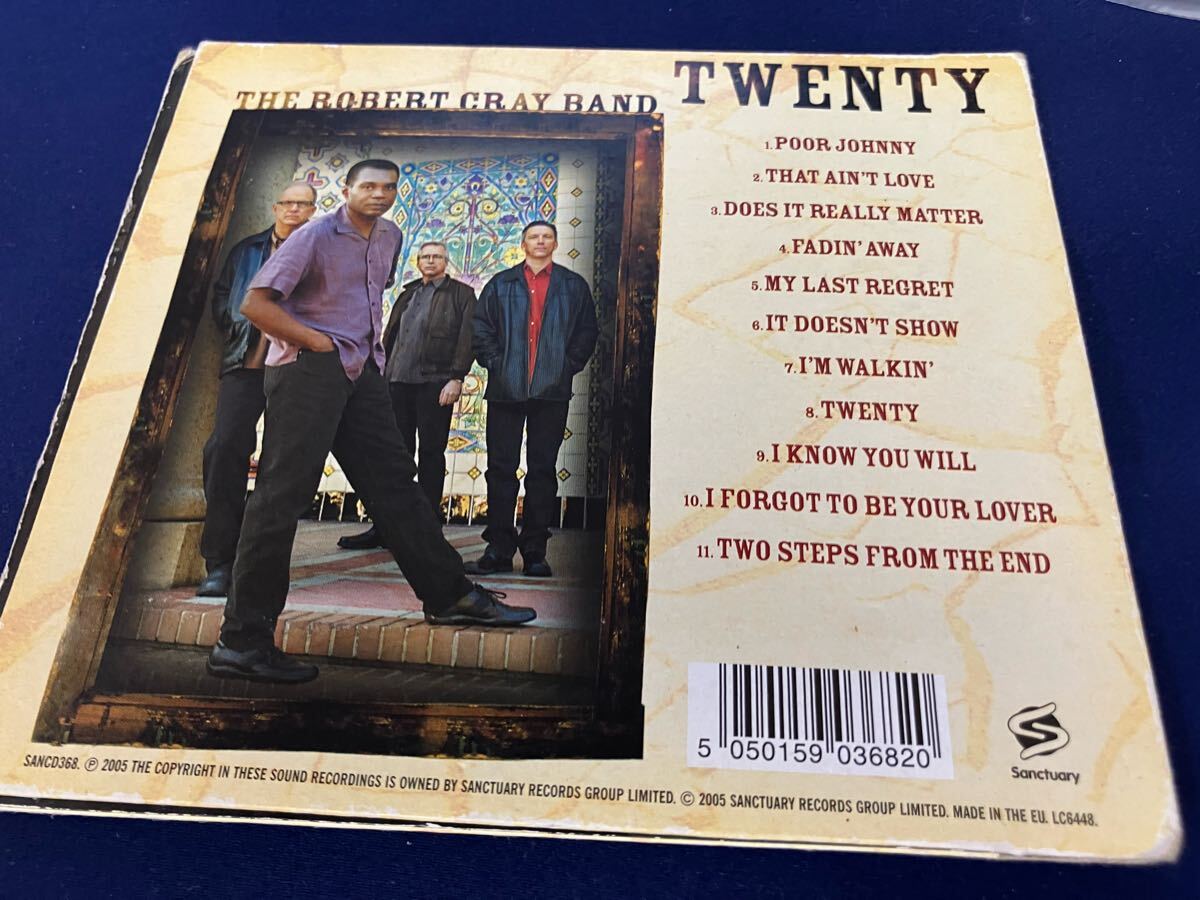 THE ROBERT CRAY BAND
TWENTY
1. POOR JOHNNY
2. THAT AIN'T LOVE
3. DOES IT REALLY MATTER
4. FADIN' AWAY
5. MY LAST REGRET
6. IT DOESN'T SHOW
7. I'M WALKIN'
8. TWENTY
9. I KNOW YOU WILL
10. I FORGOT TO BE YOUR LOVER
11. TWO STEPS FROM THE END
5 050159 036820
Sanctuary
SANCD368. ℗ 2005 THE COPYRIGHT IN THESE SOUND RECORDINGS IS OWNED BY SANCTUARY RECORDS GROUP LIMITED. © 2005 SANCTUARY RECORDS GROUP LIMITED. MADE IN THE EU. LC6448.